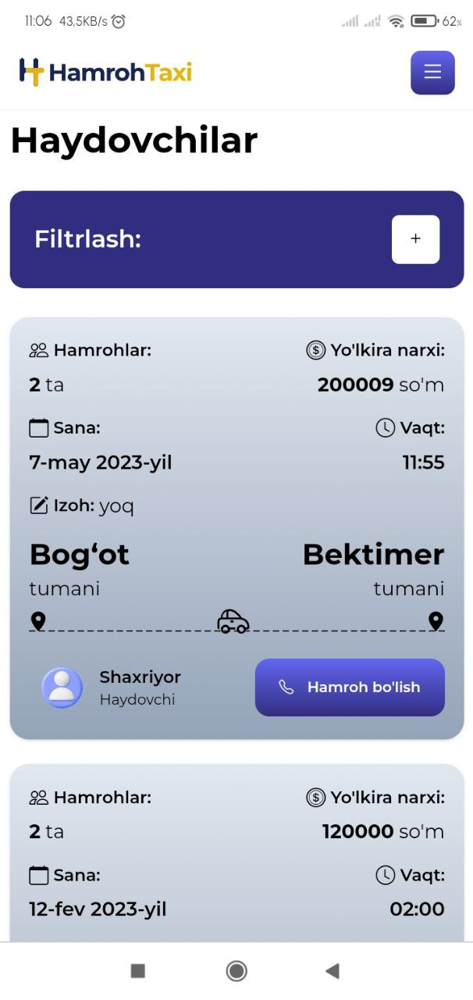 11:06 43,5KB/s 62%
HamrohTaxi
Haydovchilar
Filtrlash: +
Hamrohlar: Yo'lkira narxi:
2 ta 200009 so'm
Sana: Vaqt:
7-may 2023-yil 11:55
Izoh: yoq
Bog‘ot Bektimer
tumani tumani
Shaxriyor
Haydovchi
Hamroh bo'lish
Hamrohlar: Yo'lkira narxi:
2 ta 120000 so'm
Sana: Vaqt:
12-fev 2023-yil 02:00